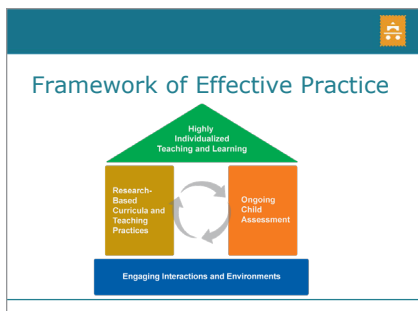 Framework of Effective Practice
Highly
Individualized
Teaching and Learning
Research-
Based
Curricula and
Teaching
Practices
Ongoing
Child
Assessment
Engaging Interactions and Environments